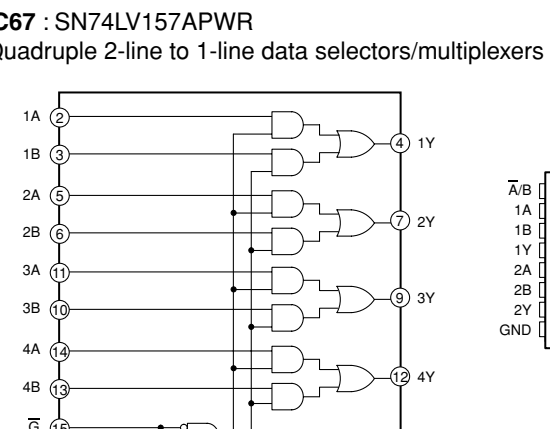 C67 : SN74LV157APWR
Quadruple 2-line to 1-line data selectors/multiplexers
1A 2
4 1Y
1B 3
2A 5
7 2Y
2B 6
3A 11
9 3Y
3B 10
4A 14
12 4Y
4B 13
G̅ 15
A̅/B
1A
1B
1Y
2A
2B
2Y
GND